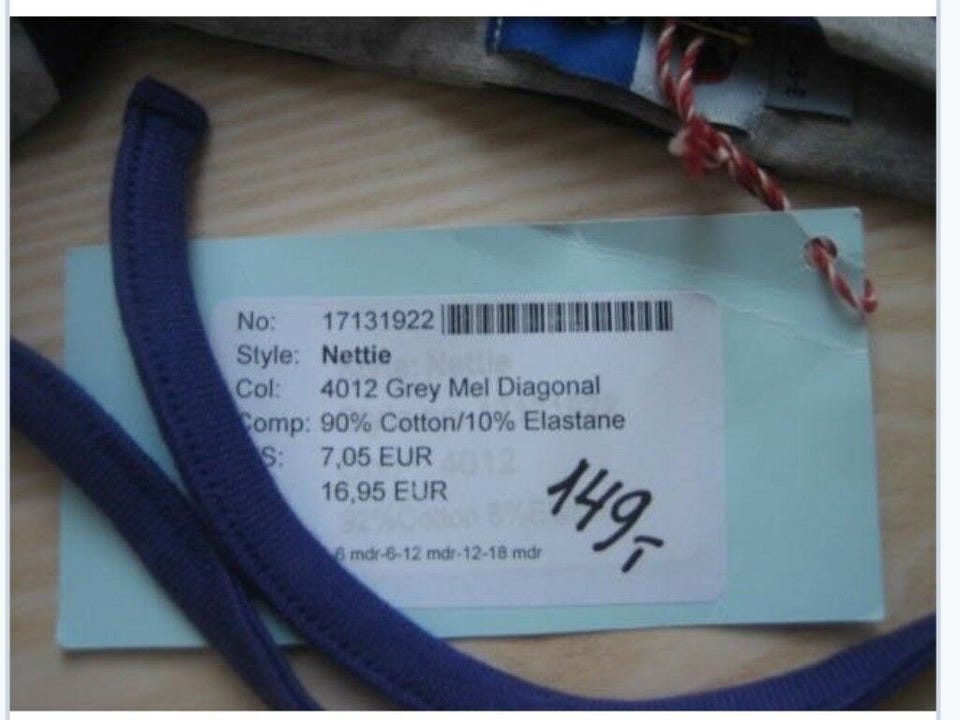 No: 17131922
Style: Nettie
Col: 4012 Grey Mel Diagonal
Comp: 90% Cotton/10% Elastane
S: 7,05 EUR
16,95 EUR
149,-
6 mdr-6-12 mdr-12-18 mdr